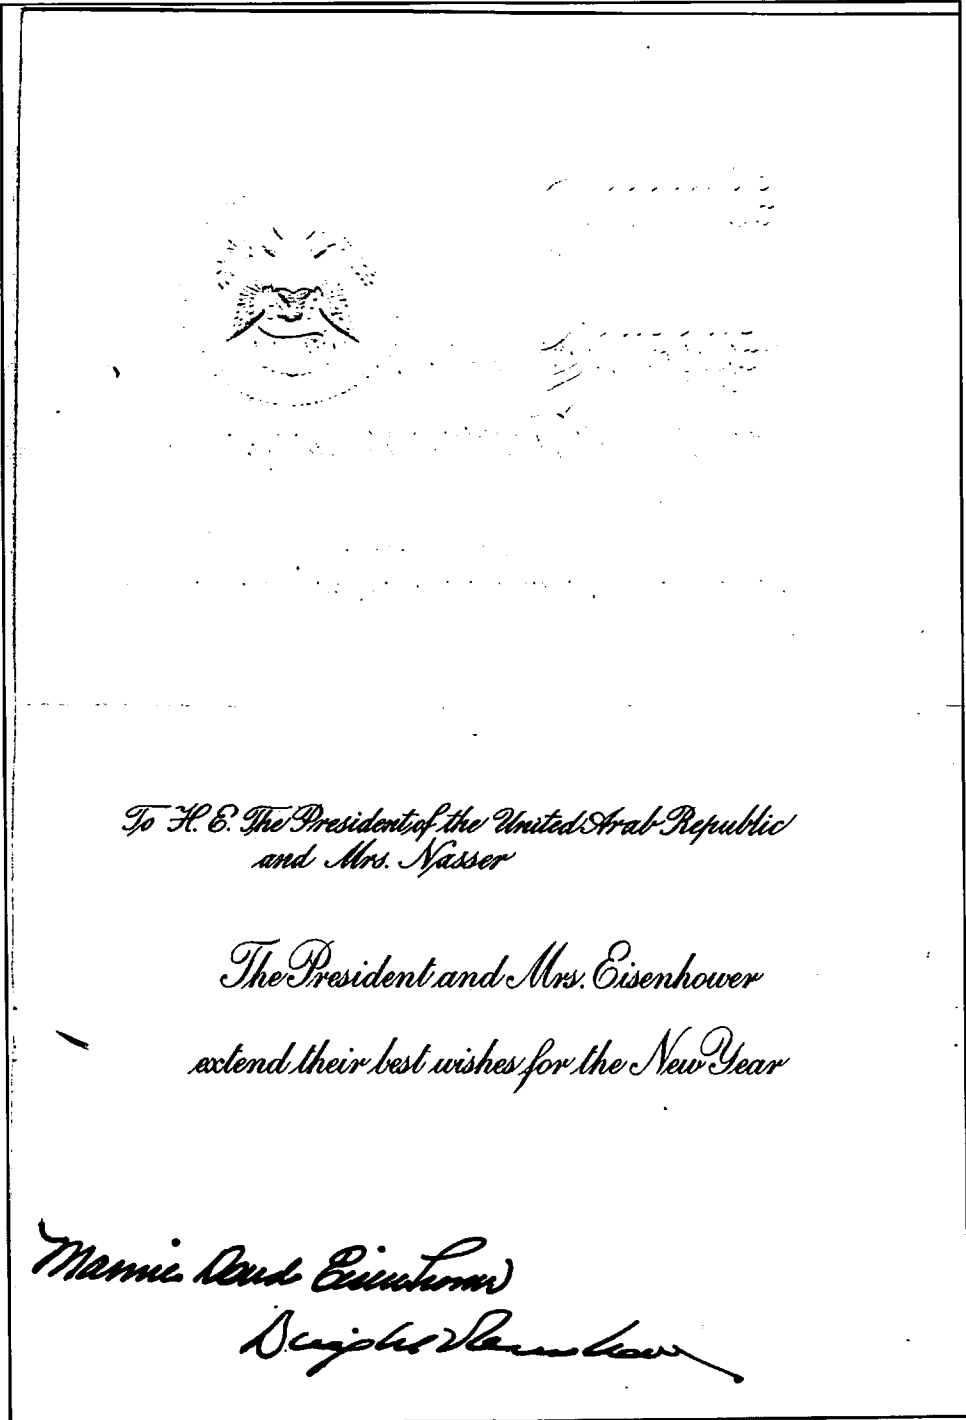 To H. E. The President of the United Arab Republic
and Mrs. Nasser
The President and Mrs. Eisenhower
extend their best wishes for the New Year
Mamie Doud Eisenhower
Dwight Eisenhower